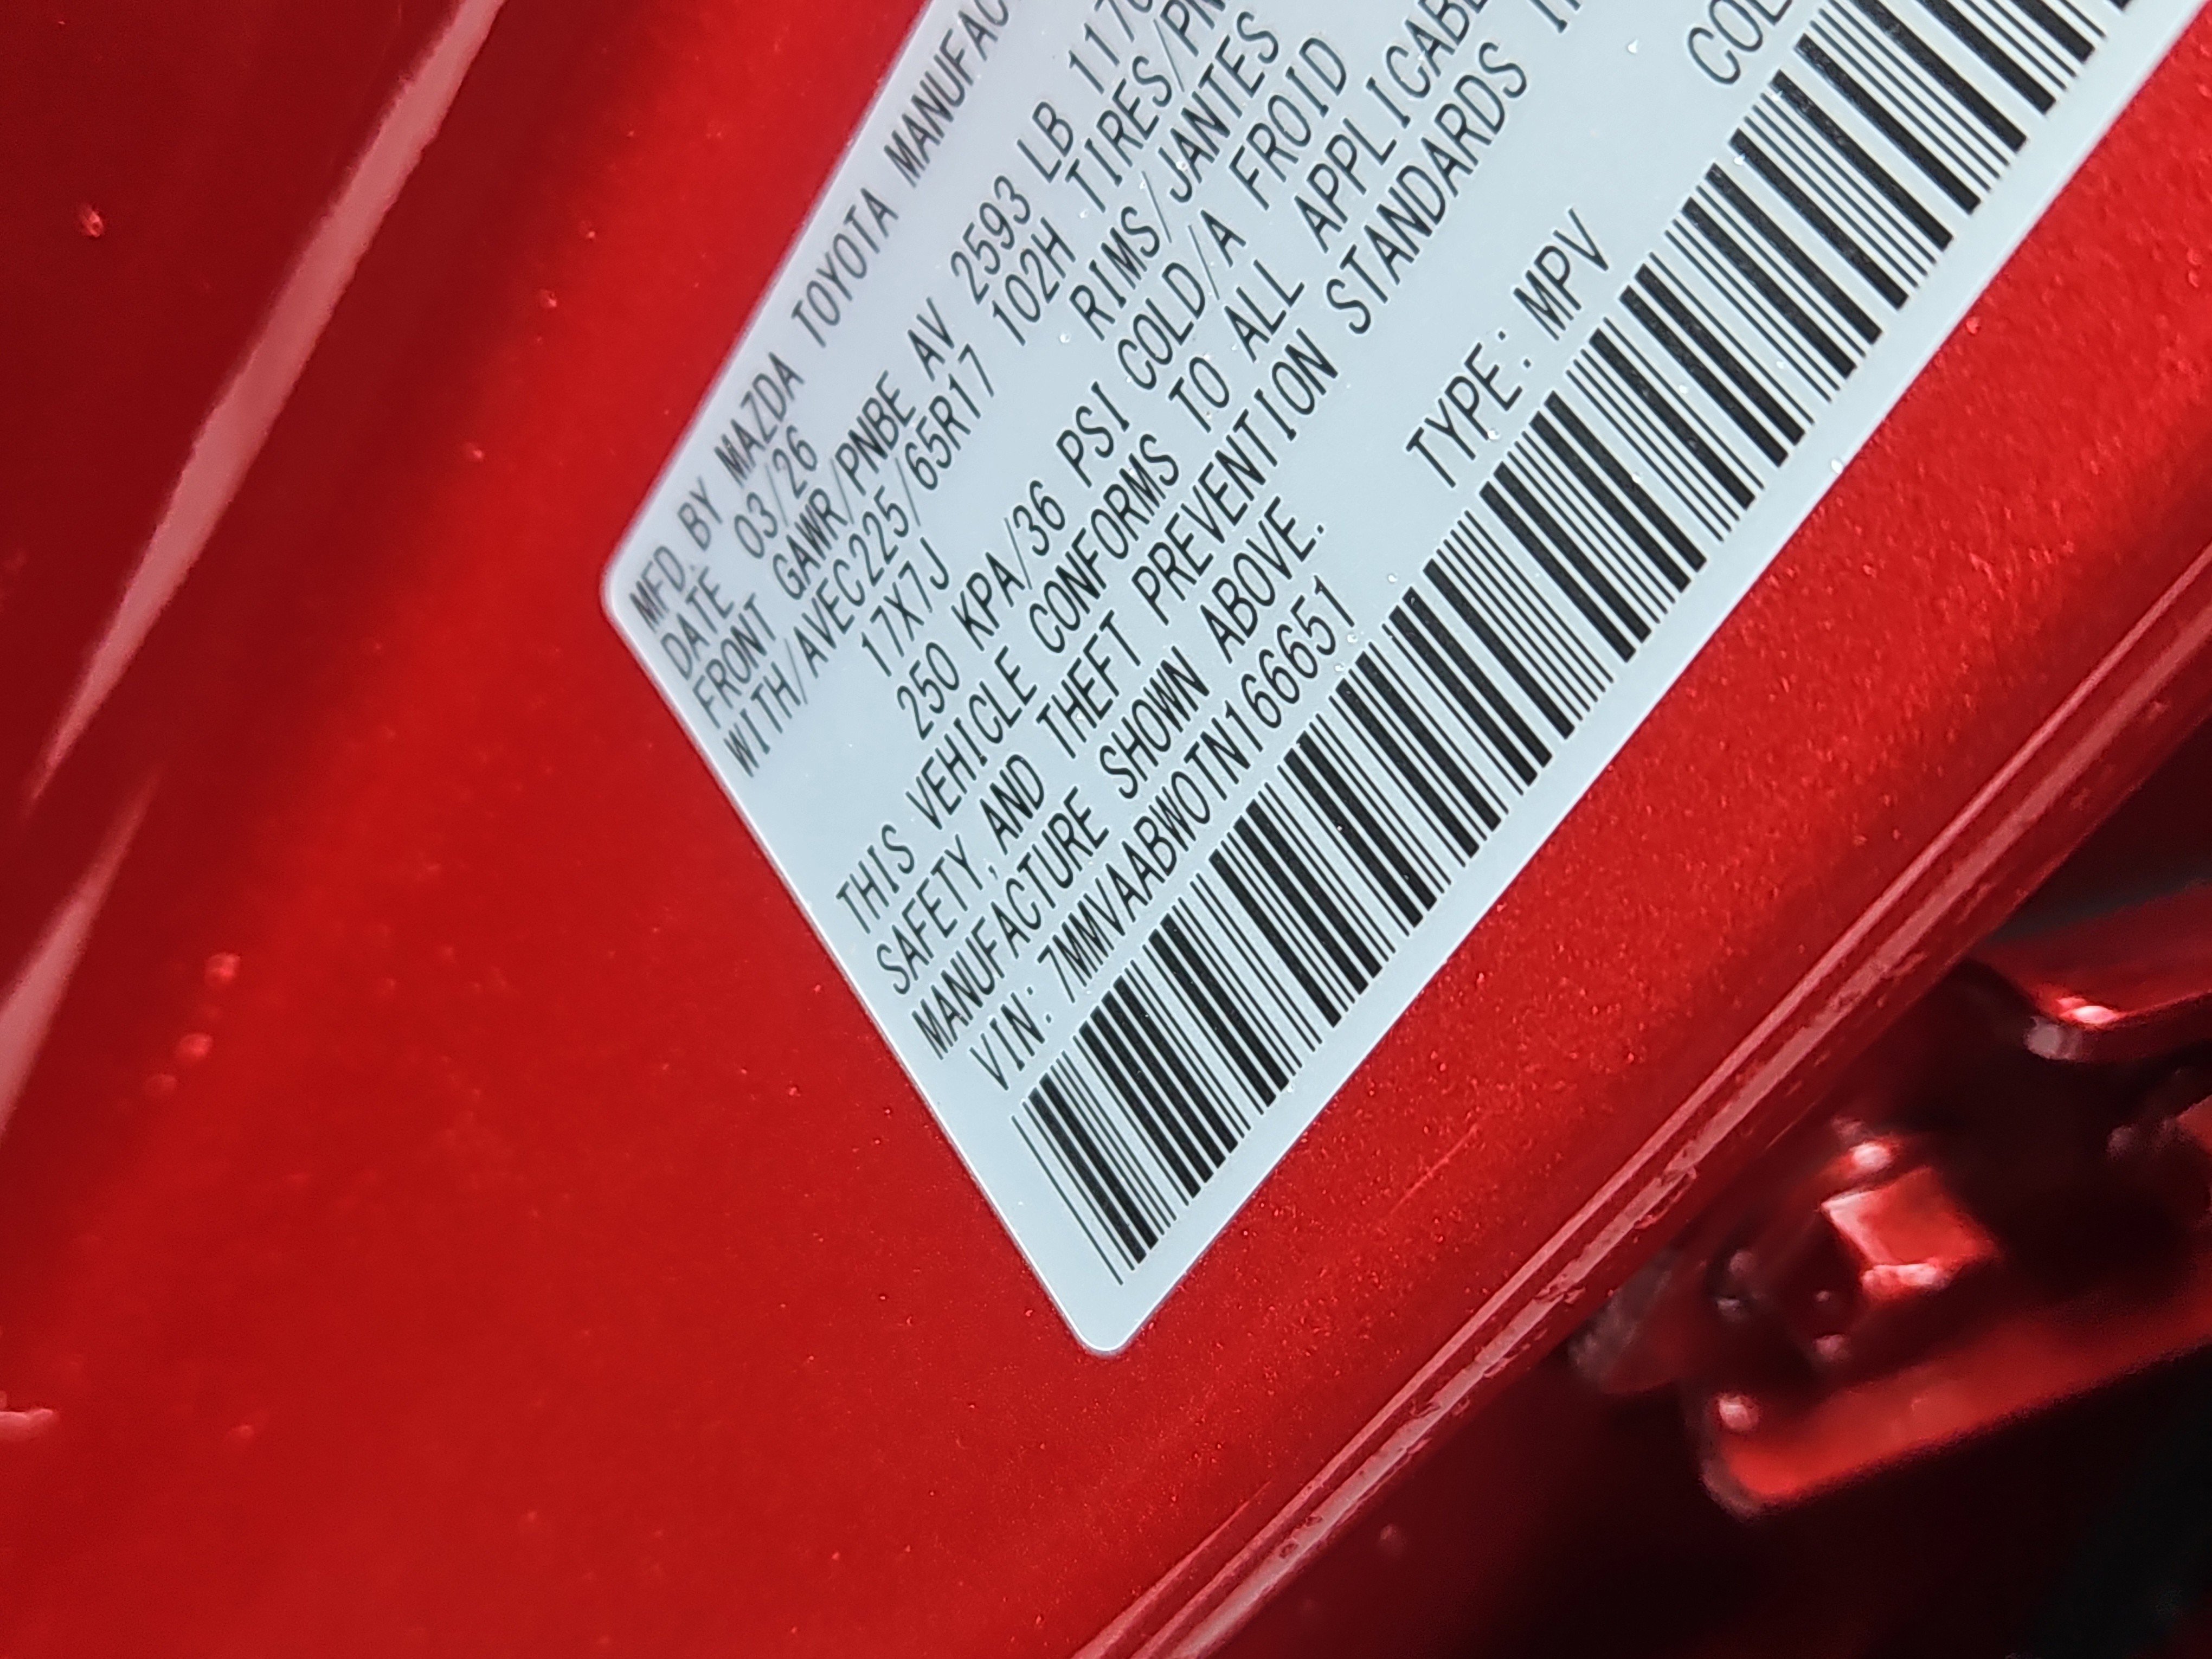 MFD. BY MAZDA TOYOTA MANUFAC
DATE 03/26
FRONT GAWR/PNBE AV 2593 LB 117
WITH/AVEC225/65R17 102H TIRES/PN
17X7J RIMS/JANTES
250 KPA/36 PSI COLD/A FROID
THIS VEHICLE CONFORMS TO ALL APPLICABL
SAFETY, AND THEFT PREVENTION STANDARDS
MANUFACTURE SHOWN ABOVE.
VIN: 7MMVAABW0TN166651 TYPE: MPV
COL